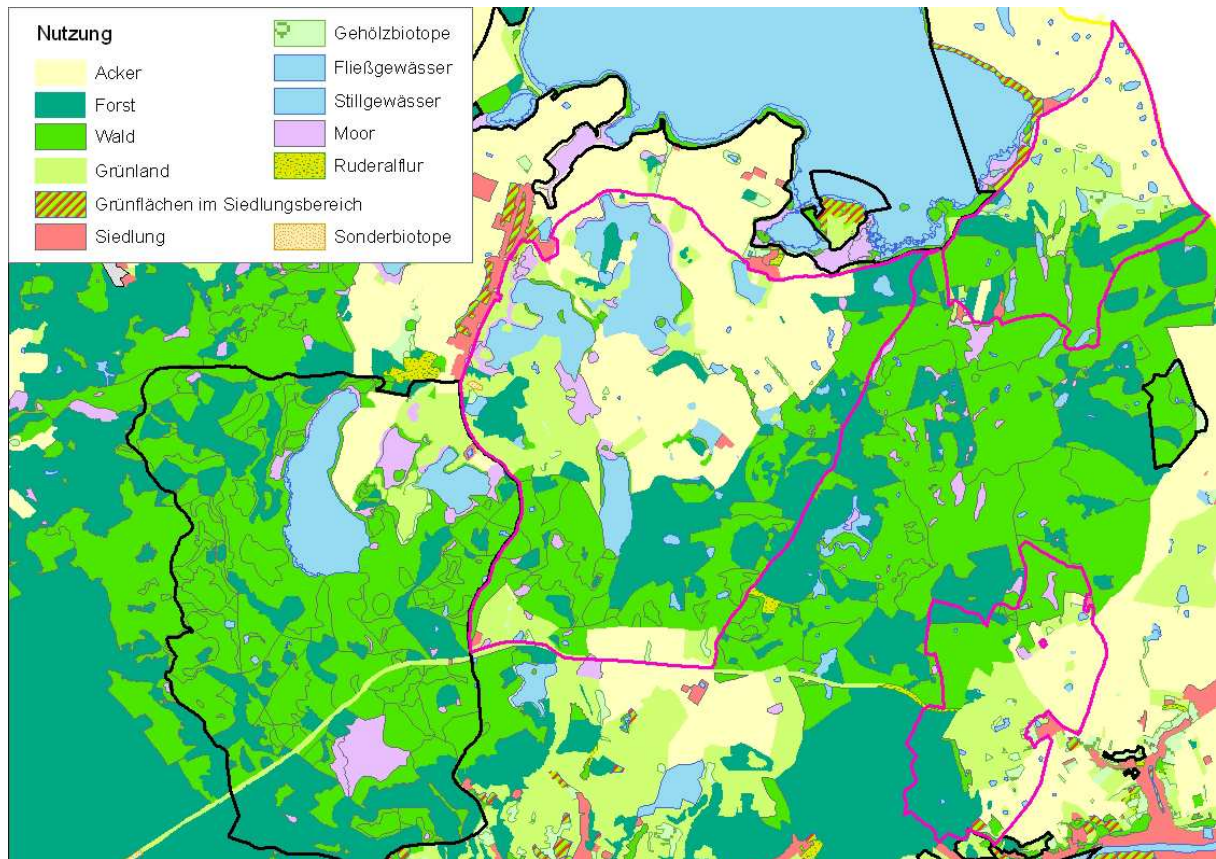 Nutzung
Acker
Forst
Wald
Grünland
Grünflächen im Siedlungsbereich
Siedlung
Gehölzbiotope
Fließgewässer
Stillgewässer
Moor
Ruderalflur
Sonderbiotope